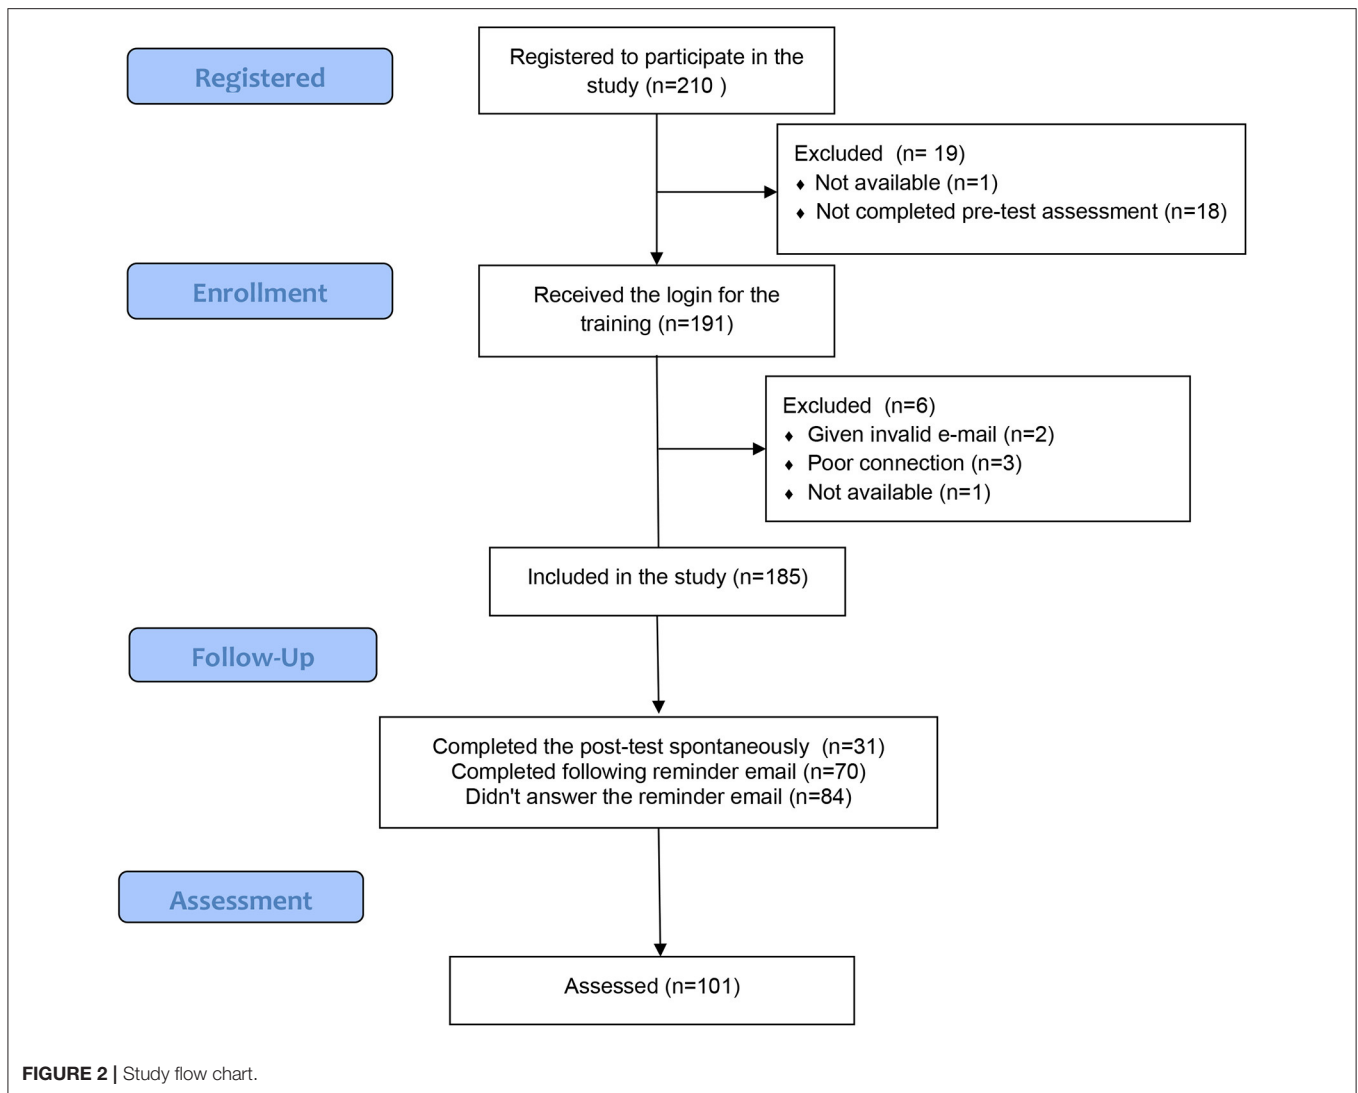 Registered
Registered to participate in the
study (n=210 )
Excluded  (n= 19)
♦ Not available (n=1)
♦ Not completed pre-test assessment (n=18)
Enrollment
Received the login for the
training (n=191)
Excluded  (n=6)
♦ Given invalid e-mail (n=2)
♦ Poor connection (n=3)
♦ Not available (n=1)
Included in the study (n=185)
Follow-Up
Completed the post-test spontaneously  (n=31)
Completed following reminder email (n=70)
Didn't answer the reminder email (n=84)
Assessment
Assessed (n=101)
FIGURE 2 | Study flow chart.